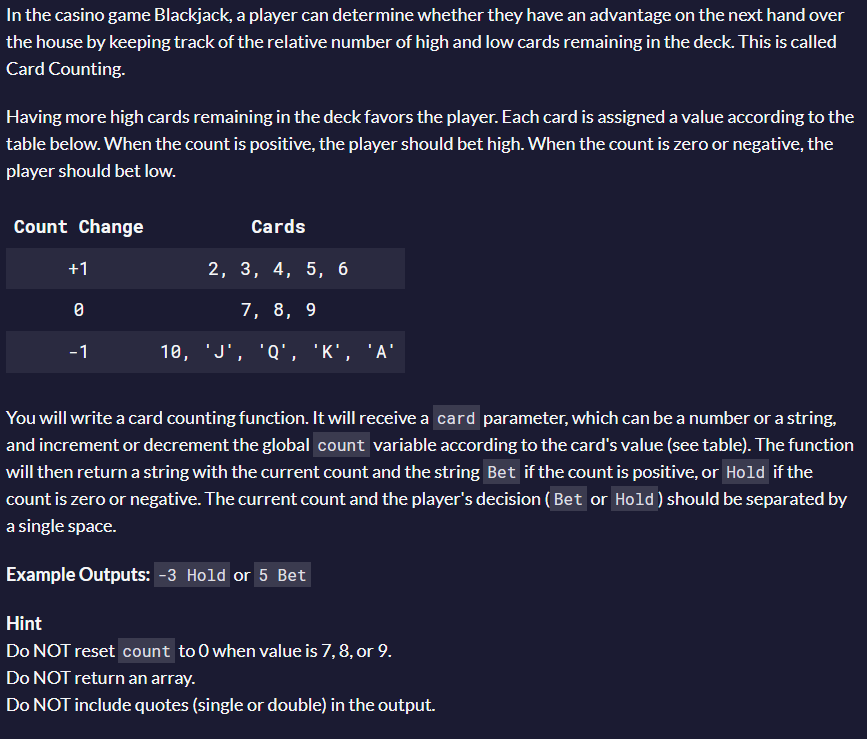 In the casino game Blackjack, a player can determine whether they have an advantage on the next hand over
the house by keeping track of the relative number of high and low cards remaining in the deck. This is called
Card Counting.
Having more high cards remaining in the deck favors the player. Each card is assigned a value according to the
table below. When the count is positive, the player should bet high. When the count is zero or negative, the
player should bet low.
Count Change Cards
+1 2, 3, 4, 5, 6
0 7, 8, 9
-1 10, 'J', 'Q', 'K', 'A'
You will write a card counting function. It will receive a card parameter, which can be a number or a string,
and increment or decrement the global count variable according to the card's value (see table). The function
will then return a string with the current count and the string Bet if the count is positive, or Hold if the
count is zero or negative. The current count and the player's decision (Bet or Hold) should be separated by
a single space.
Example Outputs: -3 Hold or 5 Bet
Hint
Do NOT reset count to 0 when value is 7, 8, or 9.
Do NOT return an array.
Do NOT include quotes (single or double) in the output.